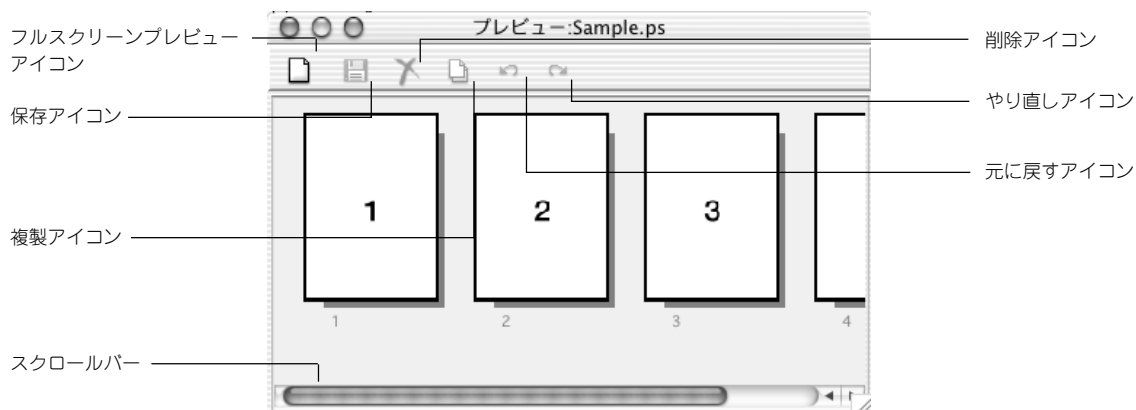 プレビュー:Sample.ps
フルスクリーンプレビュー
アイコン
保存アイコン
複製アイコン
スクロールバー
削除アイコン
やり直しアイコン
元に戻すアイコン
1
2
3
1
2
3
4